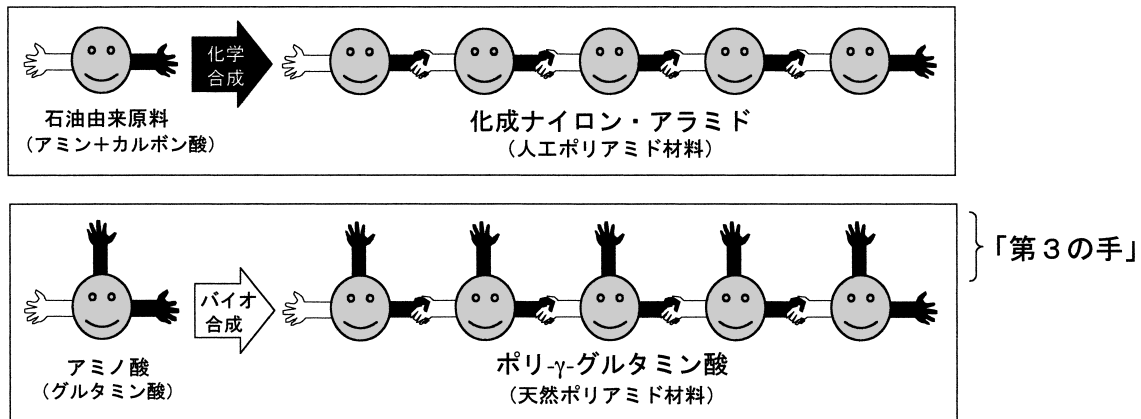 化学
合成
石油由来原料
(アミン+カルボン酸)
化成ナイロン・アラミド
(人工ポリアミド材料)
「第3の手」
バイオ
合成
アミノ酸
(グルタミン酸)
ポリ-γ-グルタミン酸
(天然ポリアミド材料)